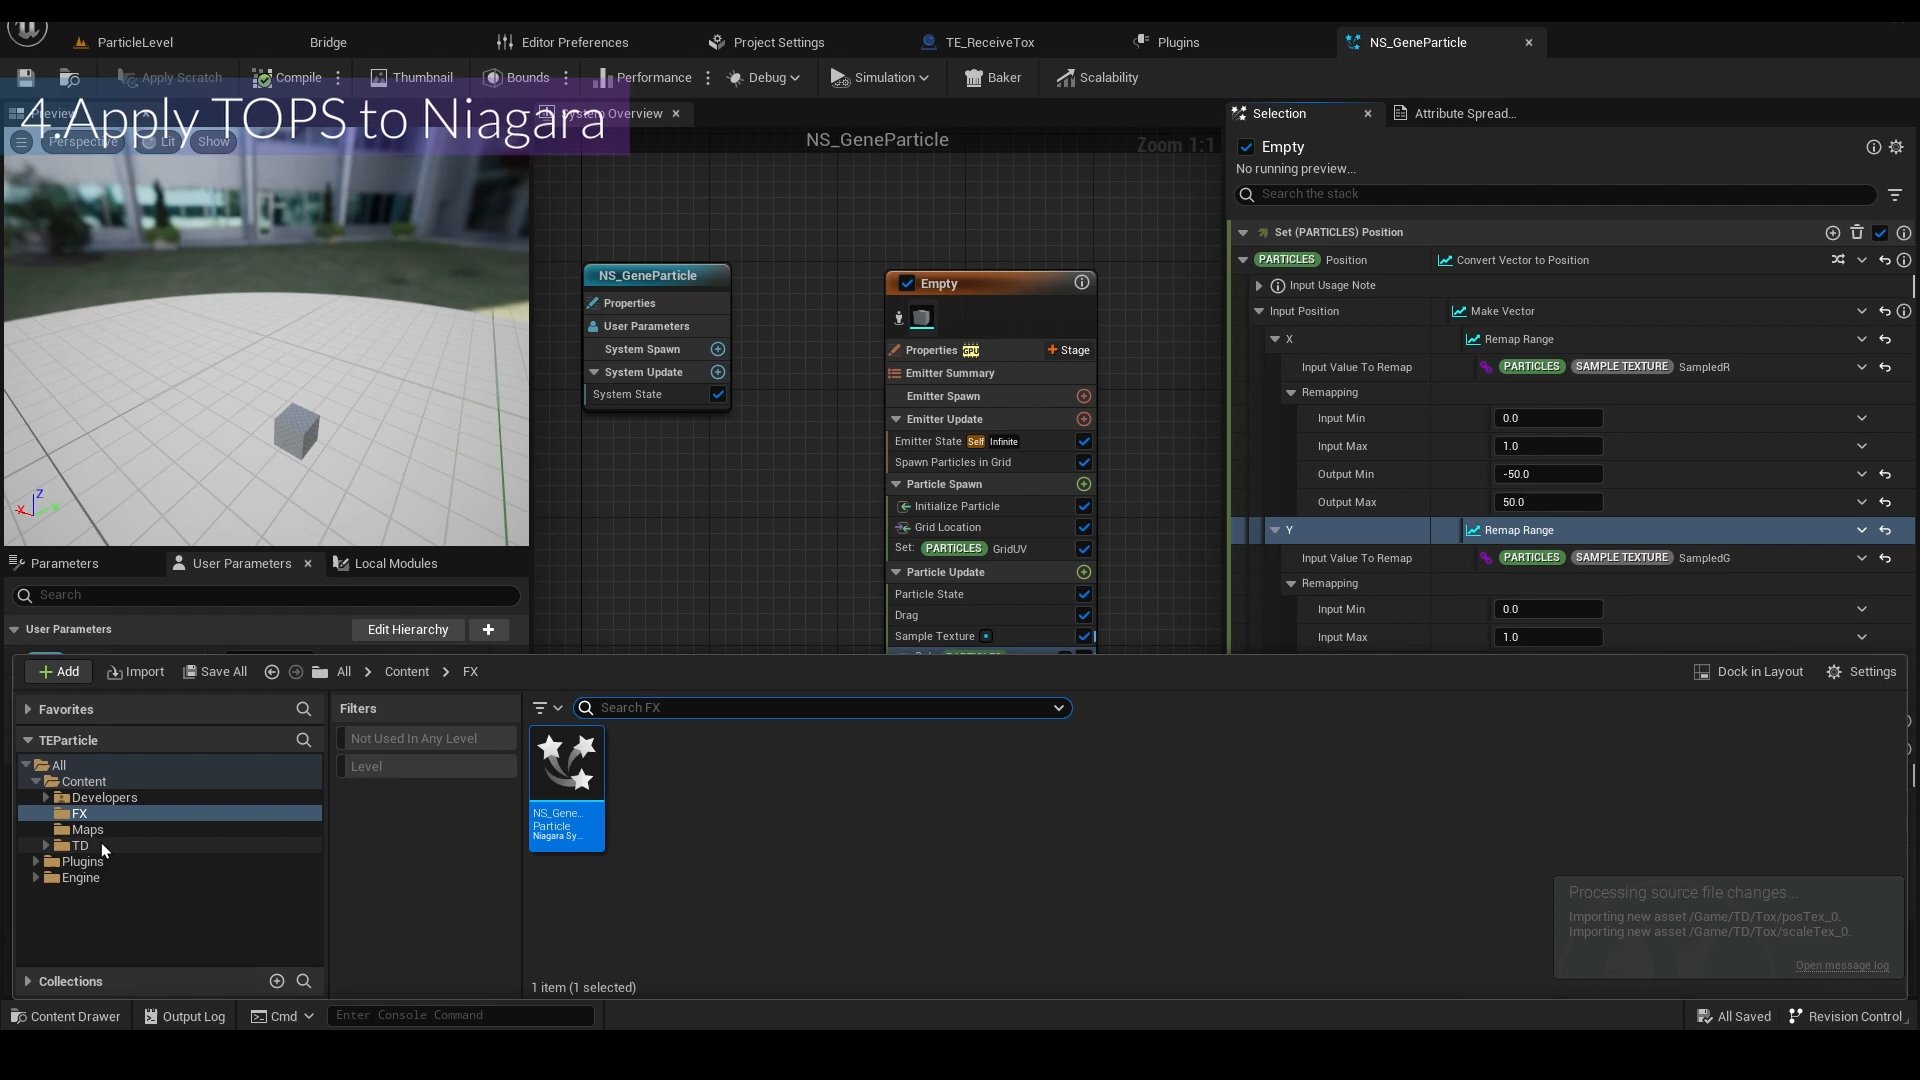 ParticleLevel
Bridge
Editor Preferences
Project Settings
TE_ReceiveTox
Plugins
NS_GeneParticle
Apply Scratch
Compile
Thumbnail
Bounds
Performance
Debug
Simulation
Baker
Scalability
4.Apply TOPS to Niagara
Preview
System Overview
Selection
Attribute Spread...
Perspective
Lit
Show
NS_GeneParticle
Zoom 1:1
Empty
No running preview...
Search the stack
Set (PARTICLES) Position
PARTICLES Position
Convert Vector to Position
Input Usage Note
Input Position
Make Vector
X
Remap Range
Input Value To Remap
PARTICLES SAMPLE TEXTURE SampledR
Remapping
Input Min
0.0
Input Max
1.0
Output Min
-50.0
Output Max
50.0
Y
Remap Range
Input Value To Remap
PARTICLES SAMPLE TEXTURE SampledG
Remapping
Input Min
0.0
Input Max
1.0
NS_GeneParticle
Properties
User Parameters
System Spawn
System Update
System State
Empty
Properties GPU
Stage
Emitter Summary
Emitter Spawn
Emitter Update
Emitter State Self Infinite
Spawn Particles in Grid
Particle Spawn
Initialize Particle
Grid Location
Set: PARTICLES GridUV
Particle Update
Particle State
Drag
Sample Texture
Z
X
Y
Parameters
User Parameters
Local Modules
Search
User Parameters
Edit Hierarchy
Add
Import
Save All
All
Content
FX
Dock in Layout
Settings
Favorites
Filters
Search FX
TEParticle
Not Used In Any Level
Level
All
Content
Developers
FX
Maps
TD
Plugins
Engine
NS_Gene...
Particle
Niagara Sy...
Processing source file changes...
Importing new asset /Game/TD/Tox/posTex_0.
Importing new asset /Game/TD/Tox/scaleTex_0.
Open message log
Collections
1 item (1 selected)
Content Drawer
Output Log
Cmd
Enter Console Command
All Saved
Revision Control